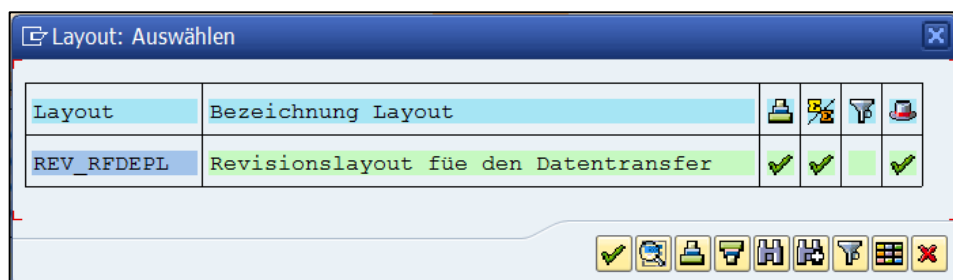 Layout: Auswählen
Layout Bezeichnung Layout
REV_RFDEPL Revisionslayout füe den Datentransfer